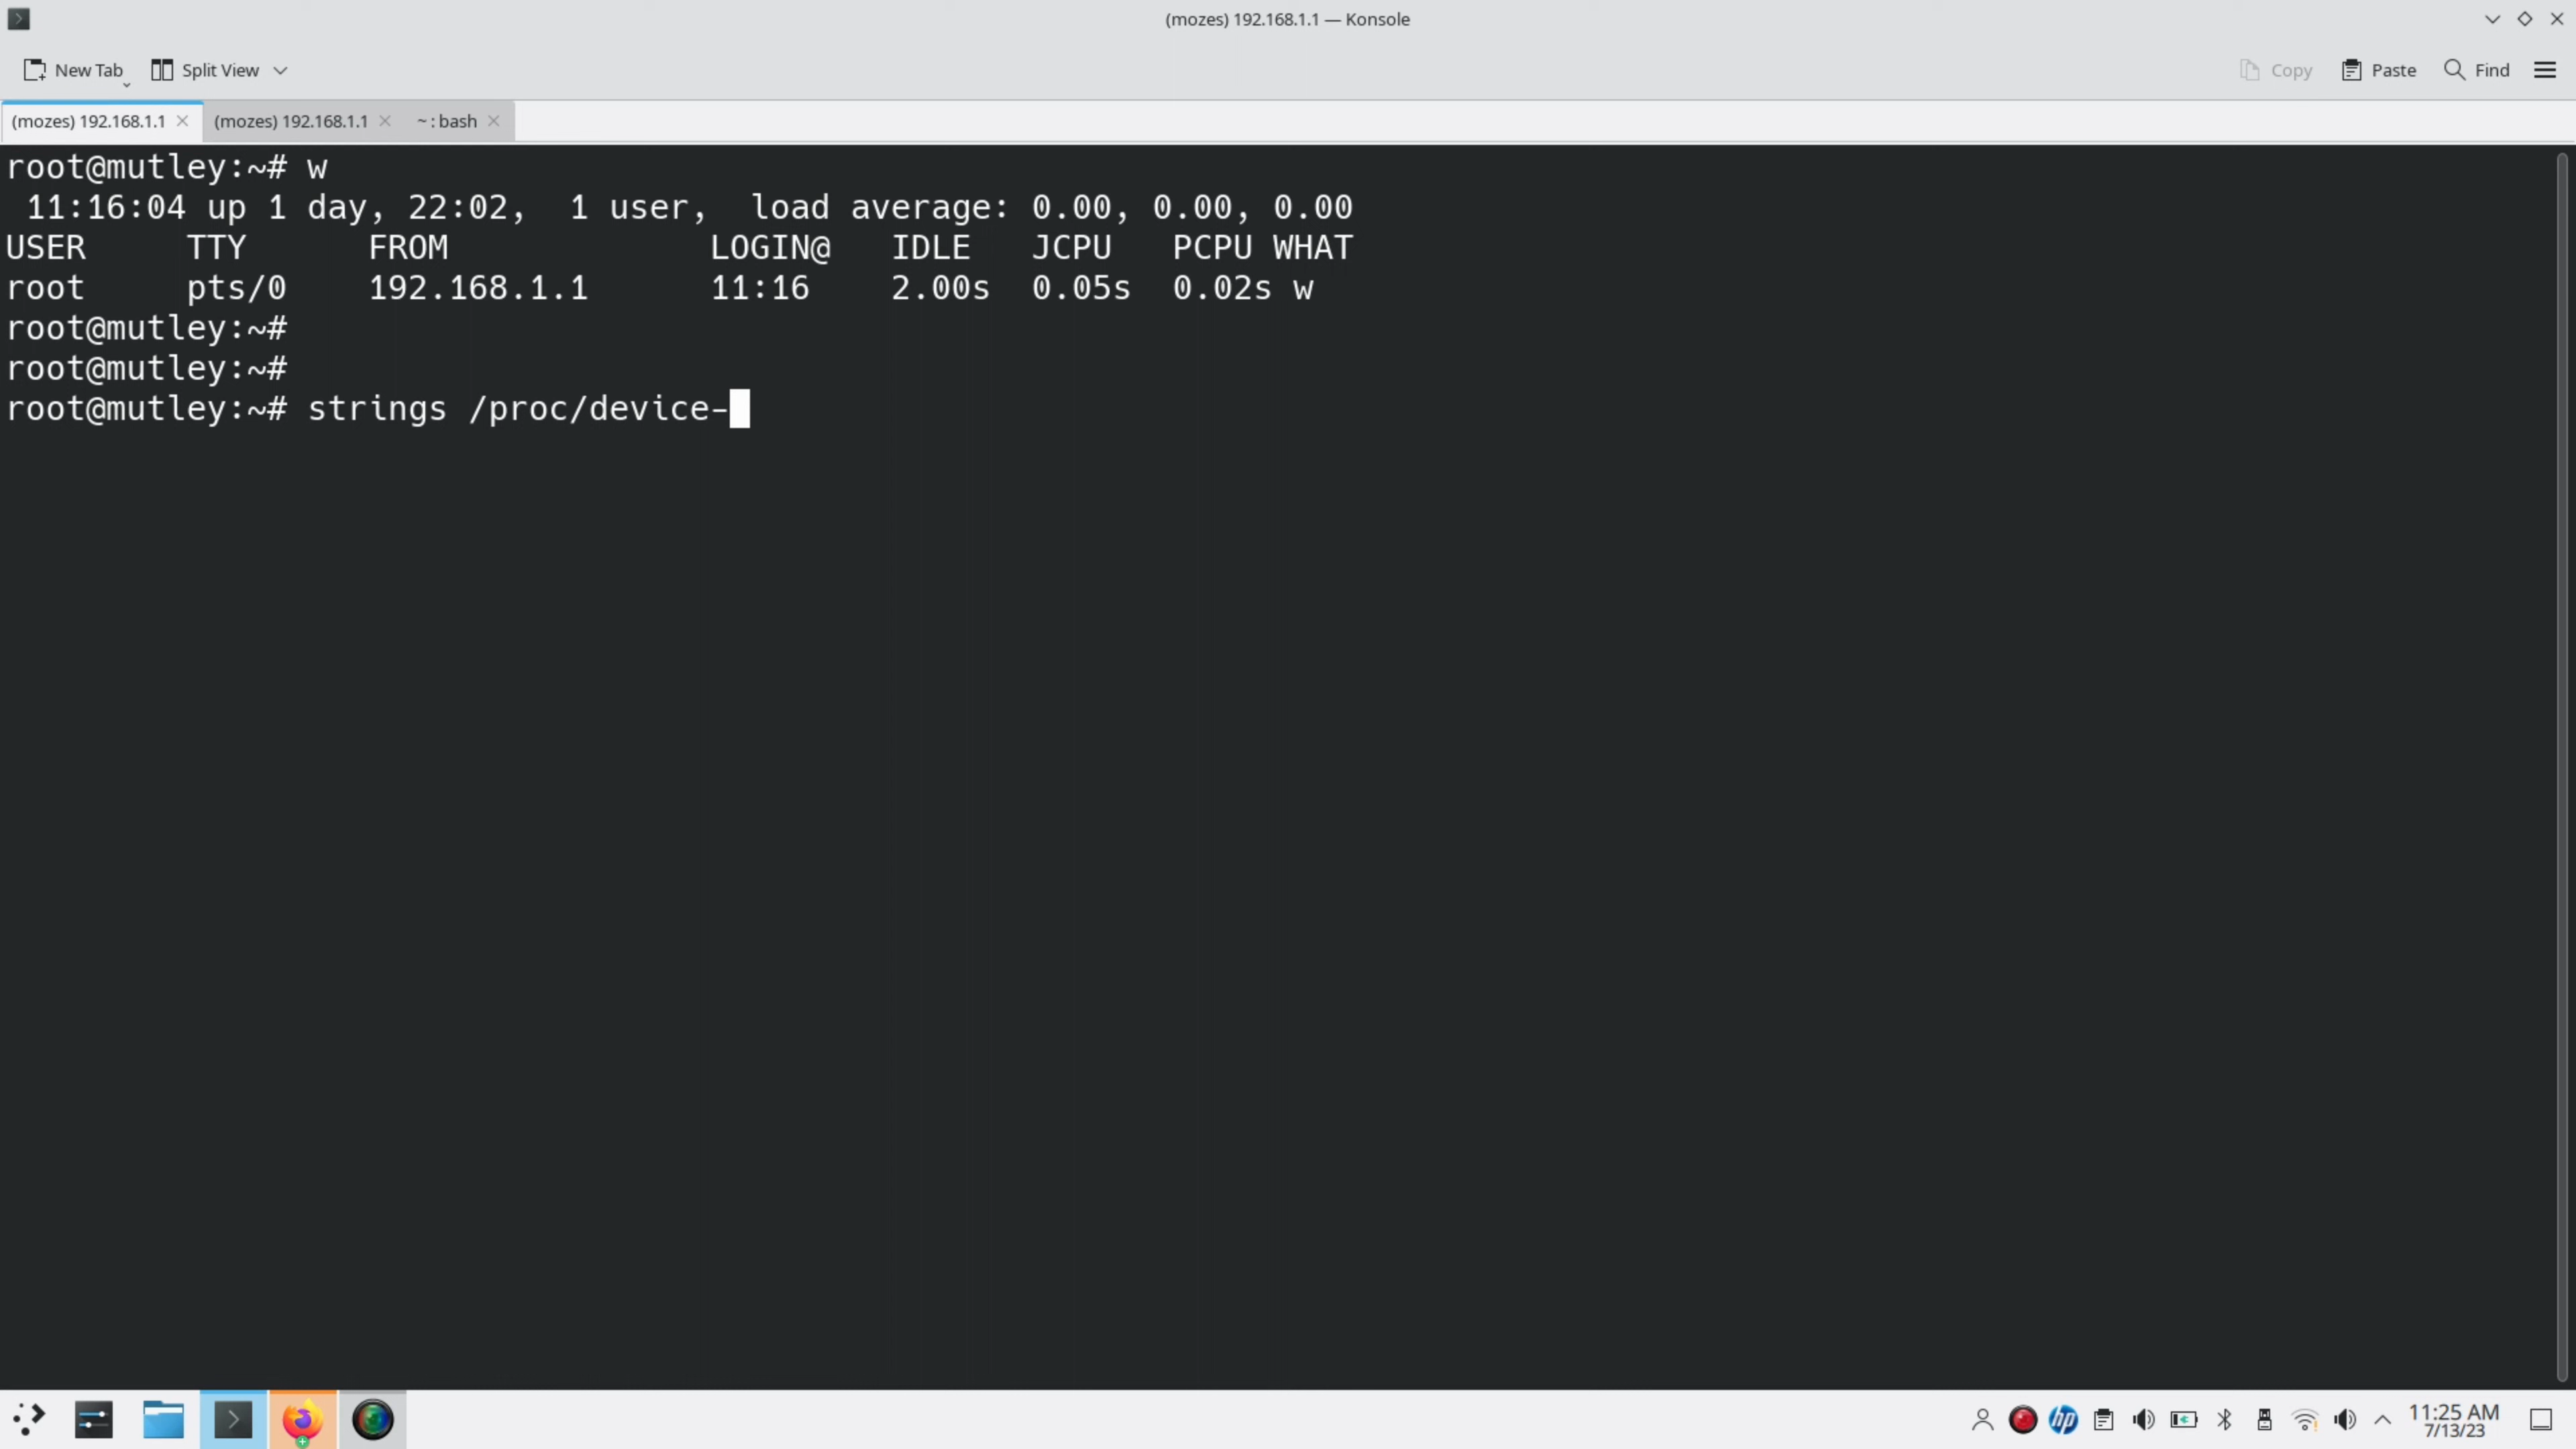 (mozes) 192.168.1.1 — Konsole
New Tab Split View Copy Paste Find
(mozes) 192.168.1.1 (mozes) 192.168.1.1 ~ : bash
root@mutley:~# w
 11:16:04 up 1 day, 22:02,  1 user,  load average: 0.00, 0.00, 0.00
USER     TTY      FROM             LOGIN@   IDLE   JCPU   PCPU WHAT
root     pts/0    192.168.1.1      11:16    2.00s  0.05s  0.02s w
root@mutley:~#
root@mutley:~#
root@mutley:~# strings /proc/device-
hp
11:25 AM
7/13/23